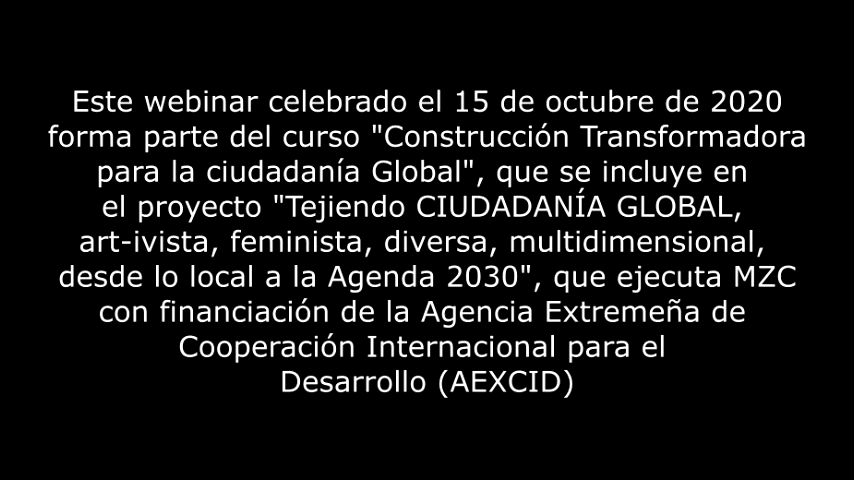 Este webinar celebrado el 15 de octubre de 2020
forma parte del curso "Construcción Transformadora
para la ciudadanía Global", que se incluye en
el proyecto "Tejiendo CIUDADANÍA GLOBAL,
art-ivista, feminista, diversa, multidimensional,
desde lo local a la Agenda 2030", que ejecuta MZC
con financiación de la Agencia Extremeña de
Cooperación Internacional para el
Desarrollo (AEXCID)